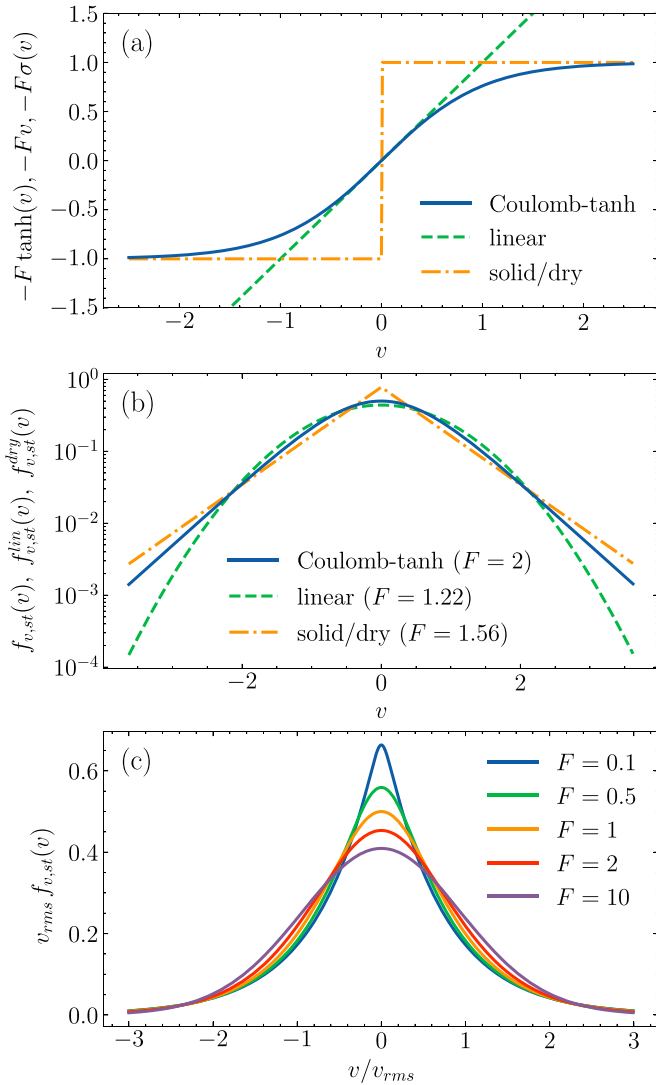 (a)
1.5
1.0
0.5
0.0
−0.5
−1.0
−1.5
−F tanh(v), −Fv, −Fσ(v)
Coulomb-tanh
linear
solid/dry
−2 −1 0 1 2
v
(b)
10⁰
10⁻¹
10⁻²
10⁻³
10⁻⁴
f_{v,st}(v), f^{lin}_{v,st}(v), f^{dry}_{v,st}(v)
Coulomb-tanh (F = 2)
linear (F = 1.22)
solid/dry (F = 1.56)
−2 0 2
v
(c)
0.6
0.4
0.2
0.0
v_{rms} f_{v,st}(v)
F = 0.1
F = 0.5
F = 1
F = 2
F = 10
−3 −2 −1 0 1 2 3
v/v_{rms}